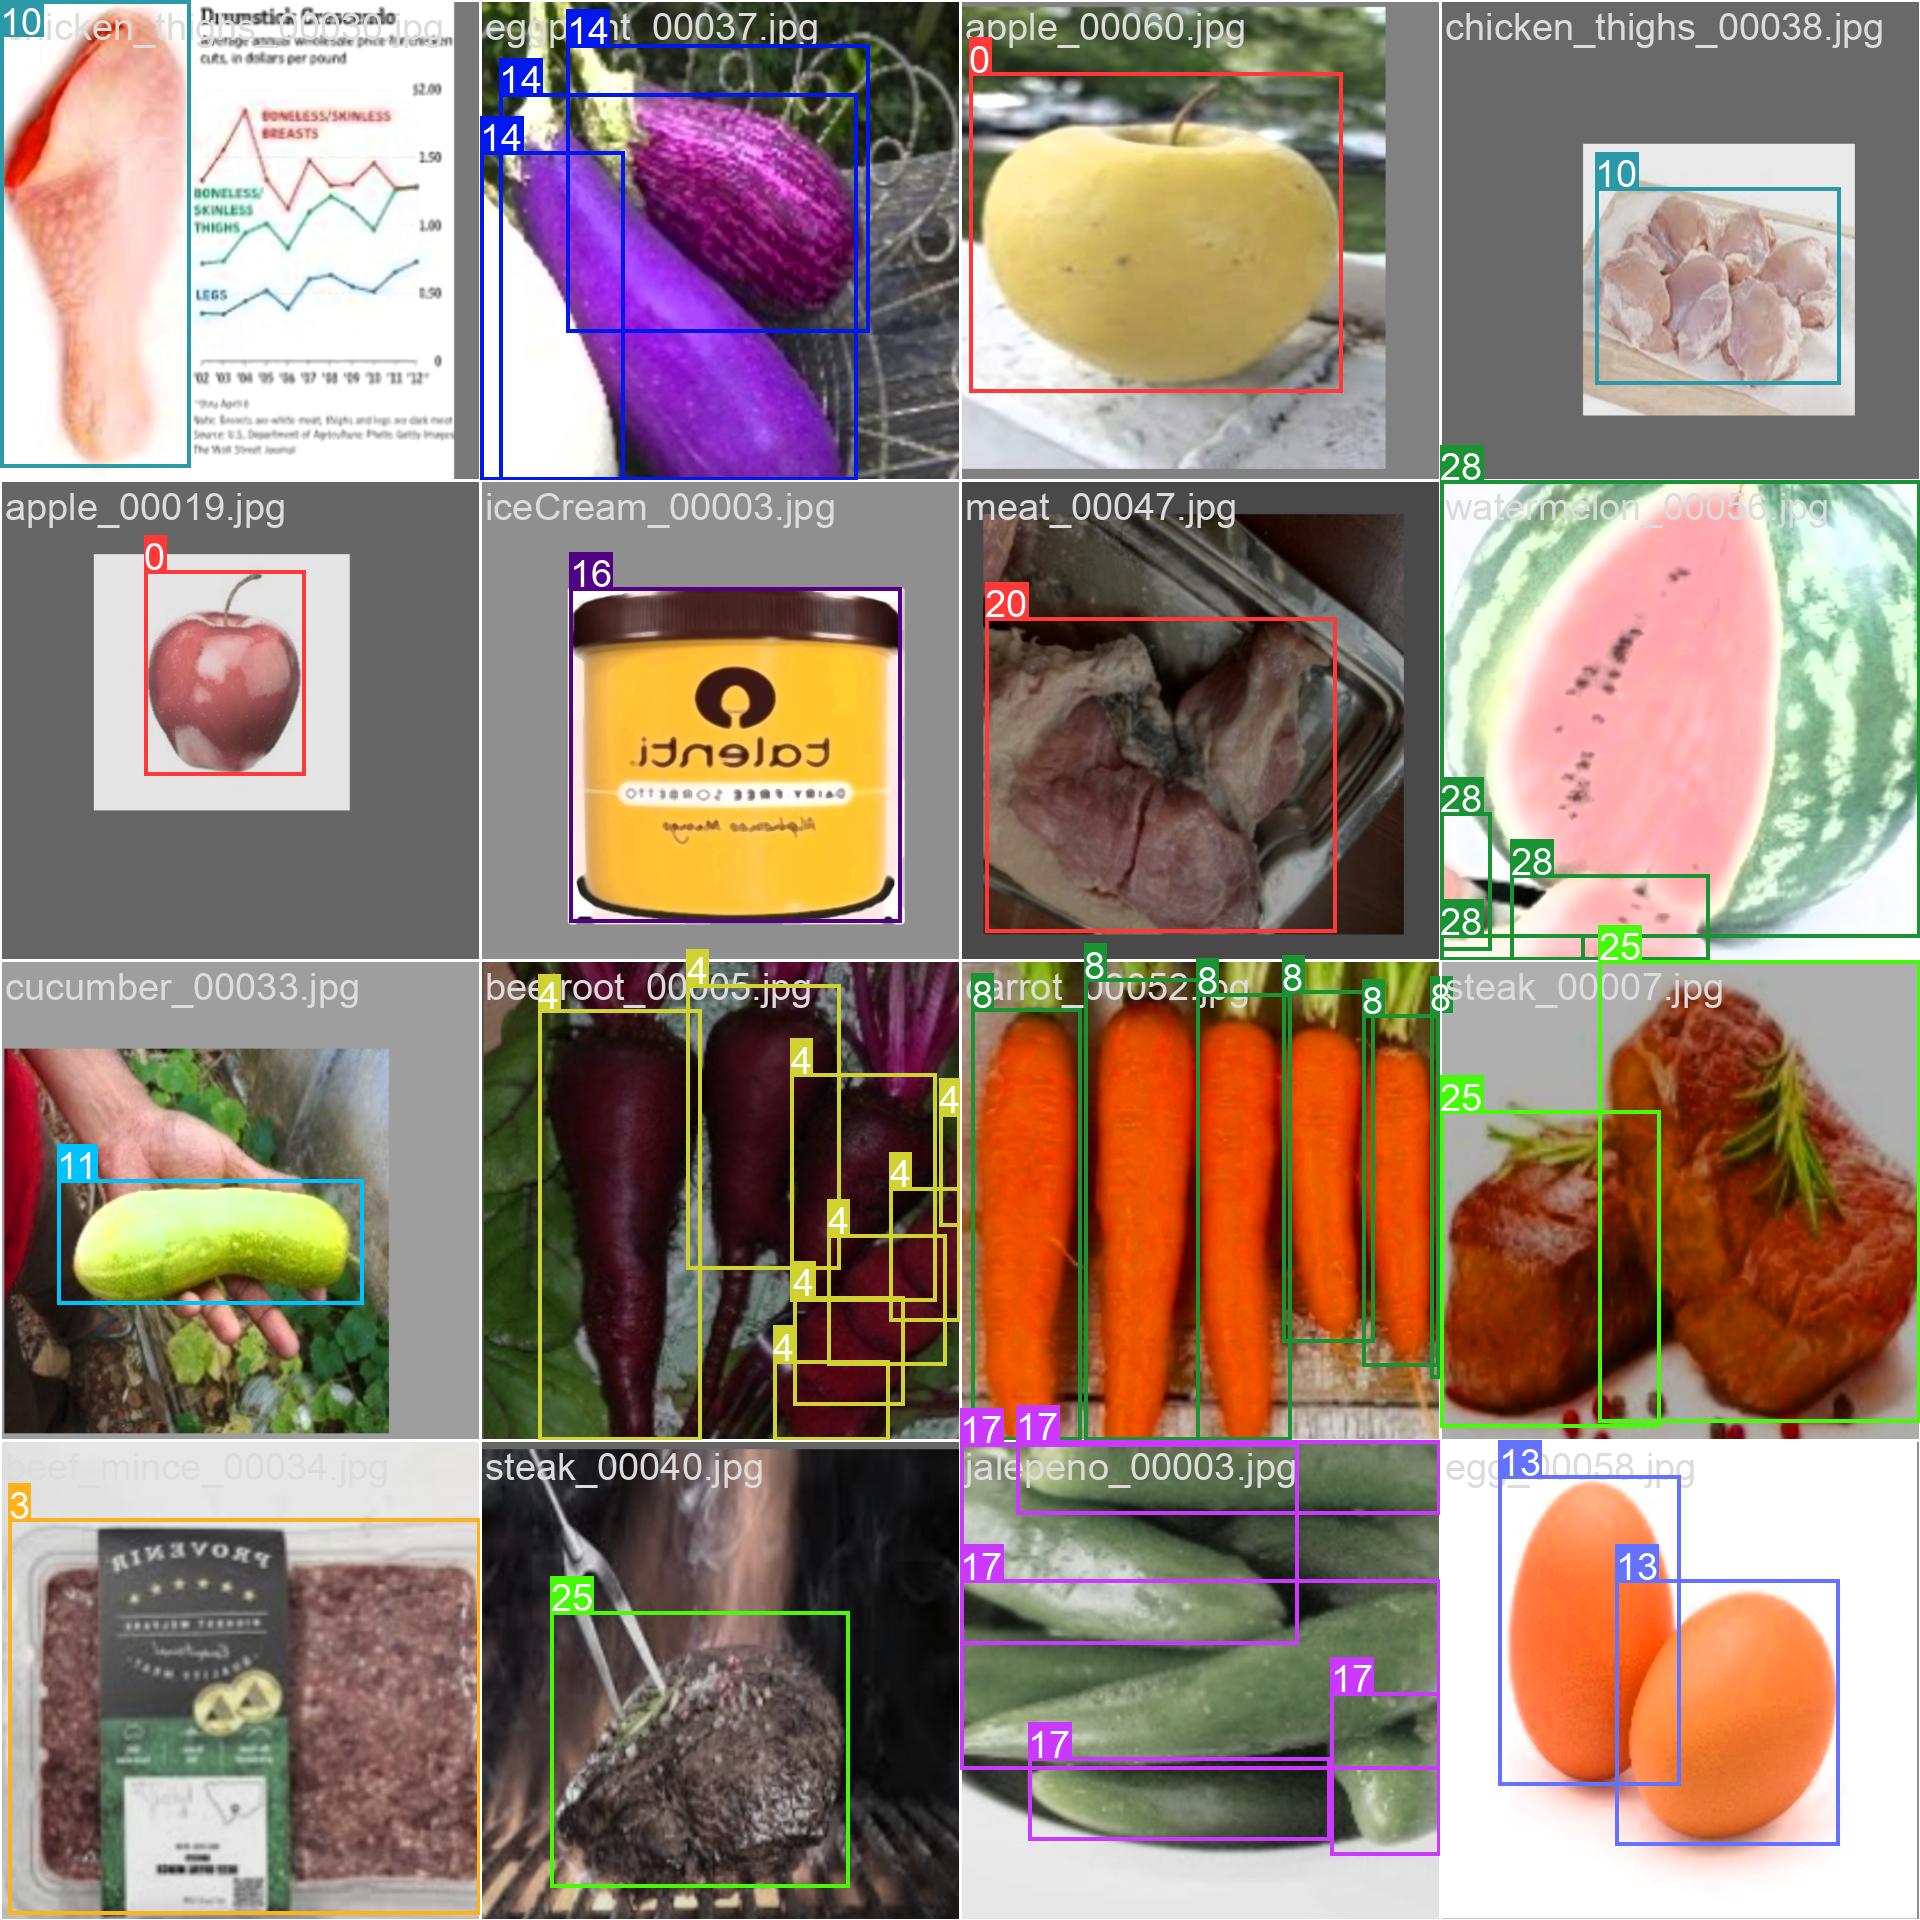 10
chicken_thighs_00030.jpg
Drumstick Crescendo
Average annual wholesale price for chicken
cuts, in dollars per pound
$2.00
BONELESS/SKINLESS
BREASTS
1.50
BONELESS/
SKINLESS
THIGHS
1.00
LEGS
0.50
0
'02 '03 '04 '05 '06 '07 '08 '09 '10 '11 '12*
*thru April 6
Note: Breasts are white meat, thighs and legs are dark meat
Source: U.S. Department of Agriculture; Photo: Getty Images
The Wall Street Journal
eggplant_00037.jpg
14
14
14
apple_00060.jpg
0
chicken_thighs_00038.jpg
10
apple_00019.jpg
0
iceCream_00003.jpg
16
talenti.
DAIRY-FREE SORBETTO
Alphonso Mango
meat_00047.jpg
20
28
watermelon_00056.jpg
28
28
28
cucumber_00033.jpg
11
beetroot_00005.jpg
4
4
4
4
4
4
4
4
carrot_00052.jpg
8
8
8
8
8
8
steak_00007.jpg
25
25
beef_mince_00034.jpg
3
PROVENIR
steak_00040.jpg
25
jalepeno_00003.jpg
17
17
17
17
17
egg_00058.jpg
13
13